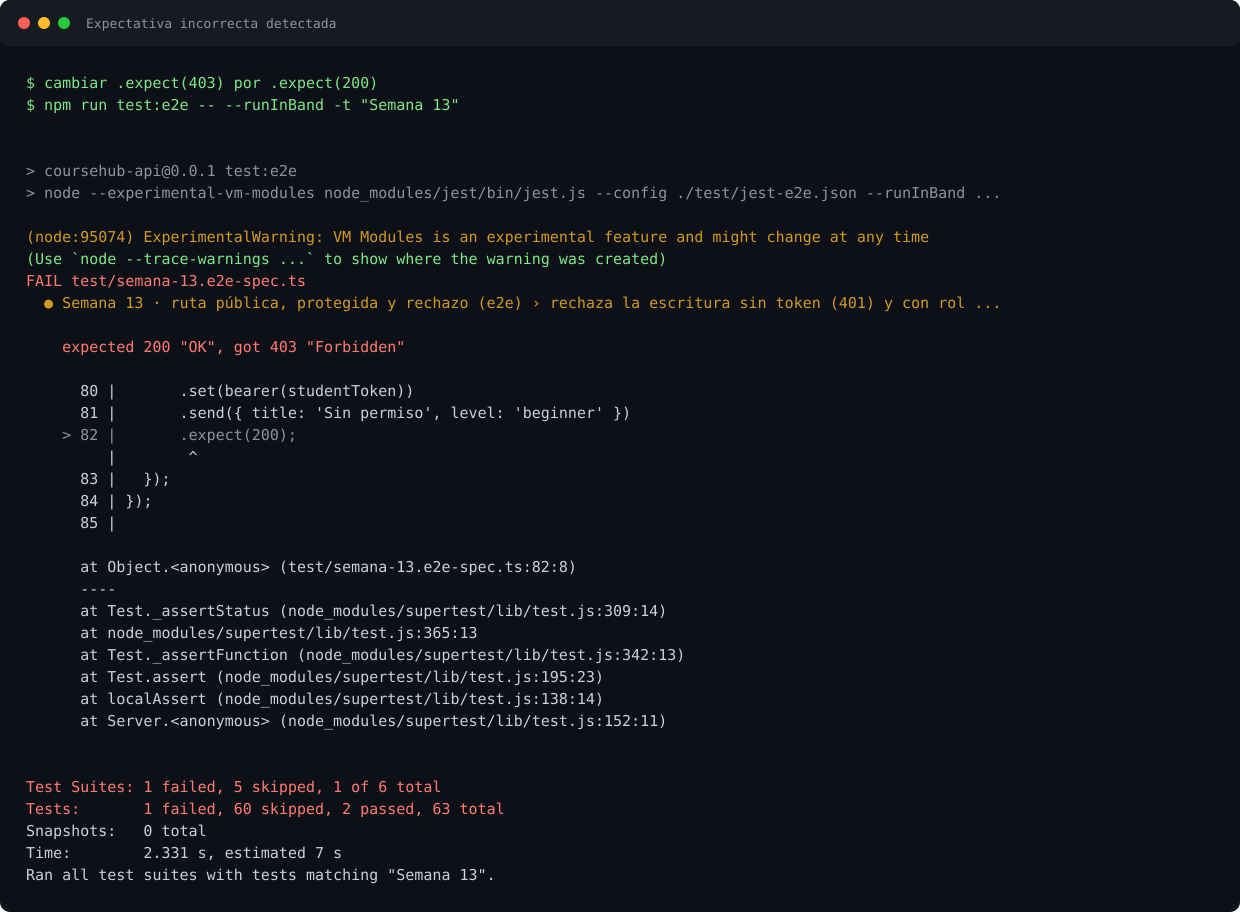 Expectativa incorrecta detectada
$ cambiar .expect(403) por .expect(200)
$ npm run test:e2e -- --runInBand -t "Semana 13"
> coursehub-api@0.0.1 test:e2e
> node --experimental-vm-modules node_modules/jest/bin/jest.js --config ./test/jest-e2e.json --runInBand ...
(node:95074) ExperimentalWarning: VM Modules is an experimental feature and might change at any time
(Use `node --trace-warnings ...` to show where the warning was created)
FAIL test/semana-13.e2e-spec.ts
● Semana 13 · ruta pública, protegida y rechazo (e2e) › rechaza la escritura sin token (401) y con rol ...
expected 200 "OK", got 403 "Forbidden"
80 |       .set(bearer(studentToken))
81 |       .send({ title: 'Sin permiso', level: 'beginner' })
> 82 |       .expect(200);
|        ^
83 |   });
84 | });
85 |
at Object.<anonymous> (test/semana-13.e2e-spec.ts:82:8)
----
at Test._assertStatus (node_modules/supertest/lib/test.js:309:14)
at node_modules/supertest/lib/test.js:365:13
at Test._assertFunction (node_modules/supertest/lib/test.js:342:13)
at Test.assert (node_modules/supertest/lib/test.js:195:23)
at localAssert (node_modules/supertest/lib/test.js:138:14)
at Server.<anonymous> (node_modules/supertest/lib/test.js:152:11)
Test Suites: 1 failed, 5 skipped, 1 of 6 total
Tests:       1 failed, 60 skipped, 2 passed, 63 total
Snapshots:   0 total
Time:        2.331 s, estimated 7 s
Ran all test suites with tests matching "Semana 13".